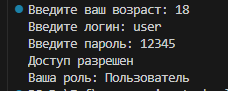 Введите ваш возраст: 18
Введите логин: user
Введите пароль: 12345
Доступ разрешен
Ваша роль: Пользователь